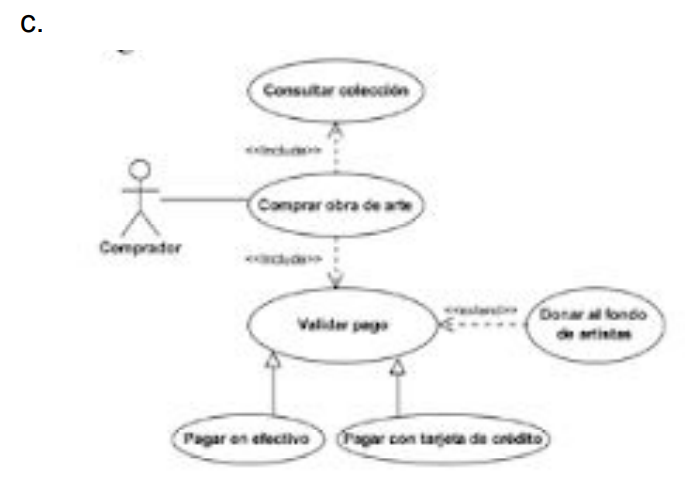 C.
Consultar colección
<<include>>
Comprar obra de arte
Comprador
<<include>>
Validar pago
<<extend>>
Donar al fondo
de artistas
Pagar en efectivo
Pagar con tarjeta de crédito